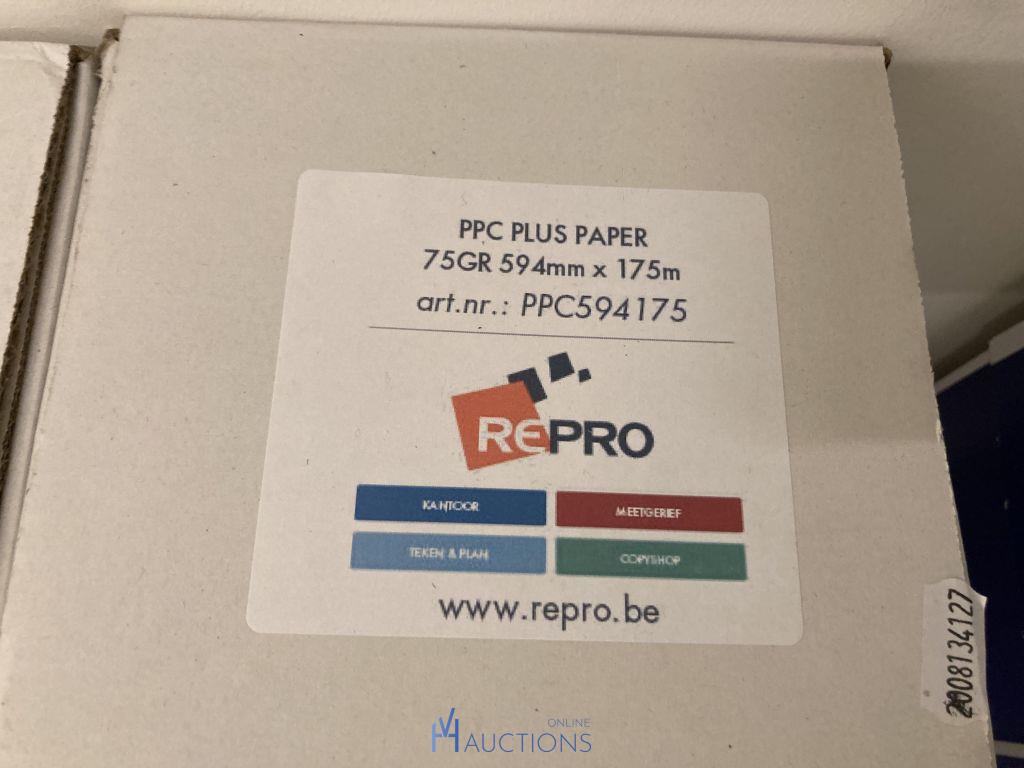 PPC PLUS PAPER
75GR 594mm x 175m
art.nr.: PPC594175
REPRO
KANTOOR
MEETGERIEF
TEKEN & PLAN
COPYSHOP
www.repro.be
2008134127
ONLINE
AUCTIONS